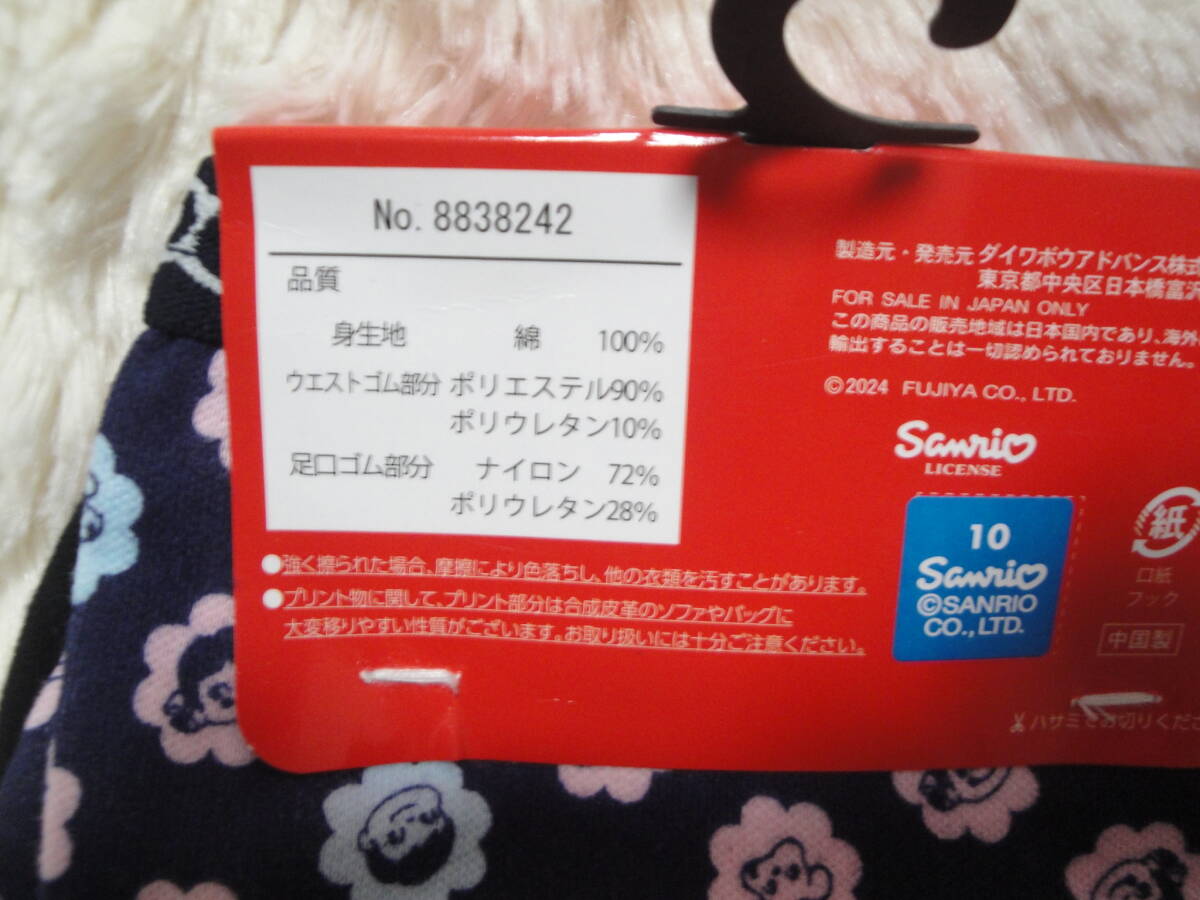 No. 8838242
品質
身生地 綿 100%
ウエストゴム部分 ポリエステル90%
ポリウレタン10%
足口ゴム部分 ナイロン 72%
ポリウレタン28%
●強く擦られた場合、摩擦により色落ちし、他の衣類を汚すことがあります。
●プリント物に関して、プリント部分は合成皮革のソファやバッグに
大変移りやすい性質がございます。お取り扱いには十分ご注意ください。
製造元・発売元 ダイワボウアドバンス株式
東京都中央区日本橋富沢
FOR SALE IN JAPAN ONLY
この商品の販売地域は日本国内であり、海外
輸出することは一切認められておりません。
©2024 FUJIYA CO., LTD.
Sanrio
LICENSE
10
Sanrio
©SANRIO
CO., LTD.
紙
口紙
フック
中国製
ハサミでお切りくださ